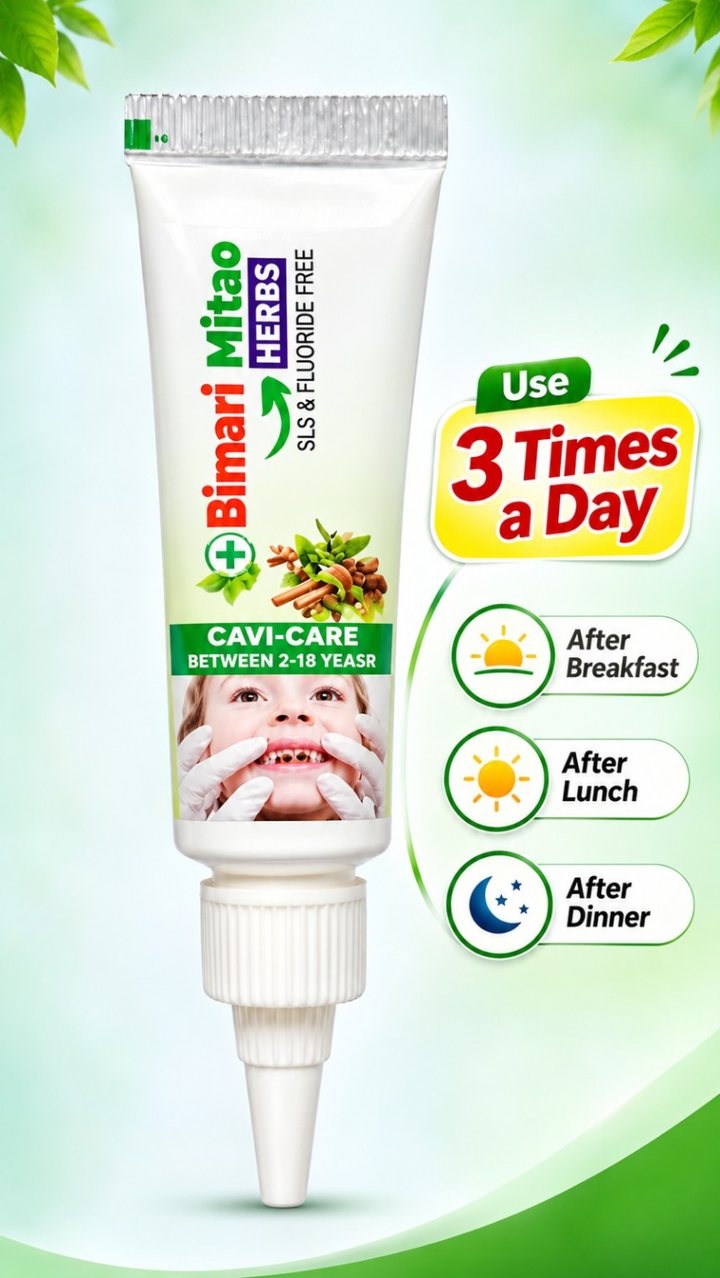 Bimari Mitao
HERBS
SLS & FLUORIDE FREE
CAVI-CARE
BETWEEN 2-18 YEASR
Use
3 Times
a Day
After
Breakfast
After
Lunch
After
Dinner